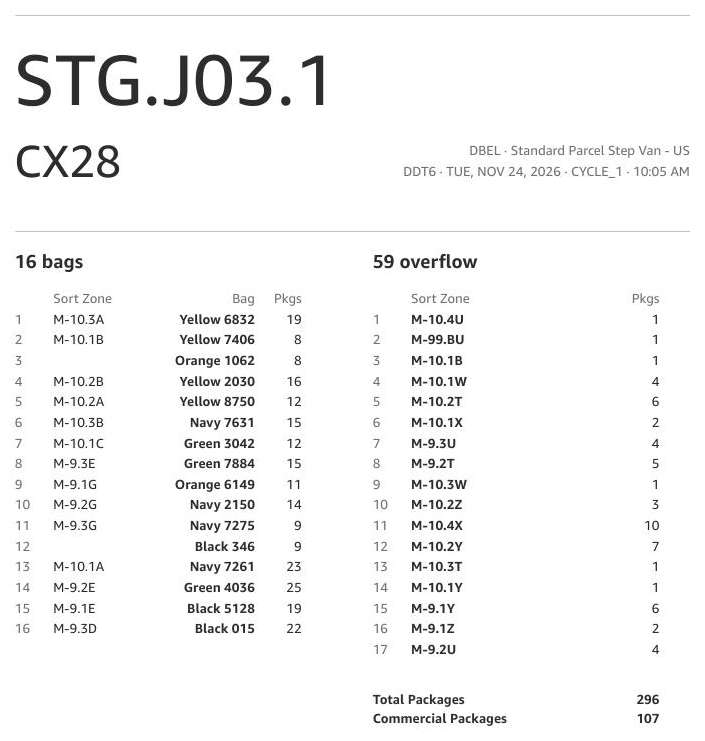 STG.J03.1
CX28
DBEL · Standard Parcel Step Van - US
DDT6 · TUE, NOV 24, 2026 · CYCLE_1 · 10:05 AM
16 bags
Sort Zone Bag Pkgs
1 M-10.3A Yellow 6832 19
2 M-10.1B Yellow 7406 8
3 Orange 1062 8
4 M-10.2B Yellow 2030 16
5 M-10.2A Yellow 8750 12
6 M-10.3B Navy 7631 15
7 M-10.1C Green 3042 12
8 M-9.3E Green 7884 15
9 M-9.1G Orange 6149 11
10 M-9.2G Navy 2150 14
11 M-9.3G Navy 7275 9
12 Black 346 9
13 M-10.1A Navy 7261 23
14 M-9.2E Green 4036 25
15 M-9.1E Black 5128 19
16 M-9.3D Black 015 22
59 overflow
Sort Zone Pkgs
1 M-10.4U 1
2 M-99.BU 1
3 M-10.1B 1
4 M-10.1W 4
5 M-10.2T 6
6 M-10.1X 2
7 M-9.3U 4
8 M-9.2T 5
9 M-10.3W 1
10 M-10.2Z 3
11 M-10.4X 10
12 M-10.2Y 7
13 M-10.3T 1
14 M-10.1Y 1
15 M-9.1Y 6
16 M-9.1Z 2
17 M-9.2U 4
Total Packages 296
Commercial Packages 107